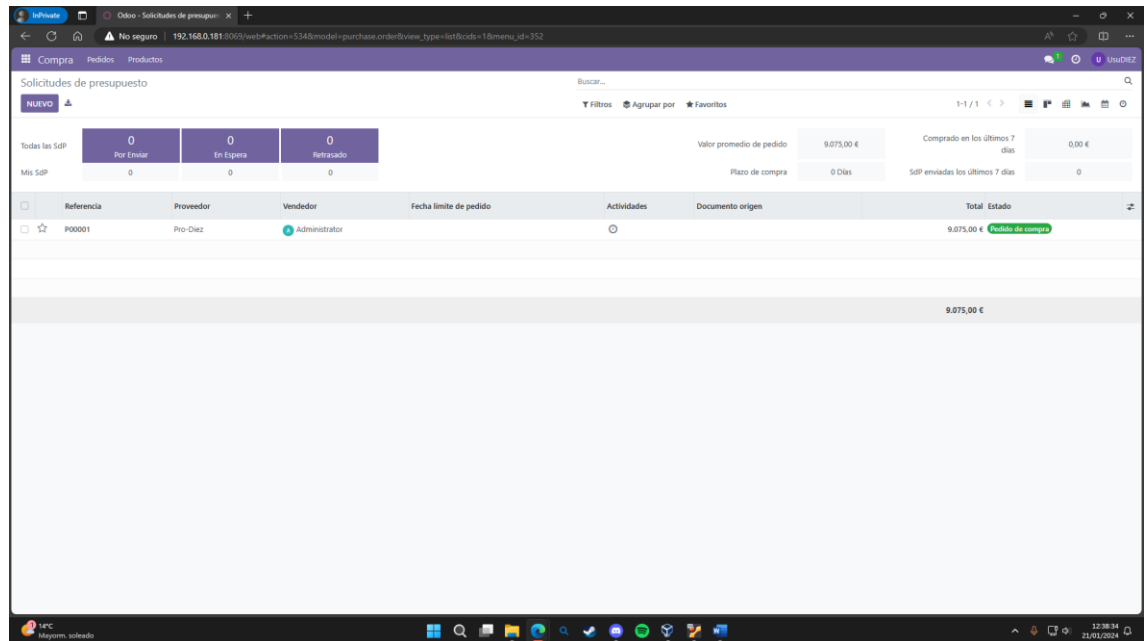 InPrivate Odoo - Solicitudes de presupu
No seguro 192.168.0.181:8069/web#action=534&model=purchase.order&view_type=list&cids=1&menu_id=352
Compra Pedidos Productos 1 U UsuDIEZ
Solicitudes de presupuesto Buscar...
NUEVO Filtros Agrupar por Favoritos 1-1 / 1
Todas las SdP 0 Por Enviar 0 En Espera 0 Retrasado Valor promedio de pedido 9.075,00 € Comprado en los últimos 7 días 0,00 €
Mis SdP 0 0 0 Plazo de compra 0 Días SdP enviadas los últimos 7 días 0
Referencia Proveedor Vendedor Fecha límite de pedido Actividades Documento origen Total Estado
P00001 Pro-Diez A Administrator 9.075,00 € Pedido de compra
9.075,00 €
1 14°C
Mayorm. soleado
12:38:34
21/01/2024